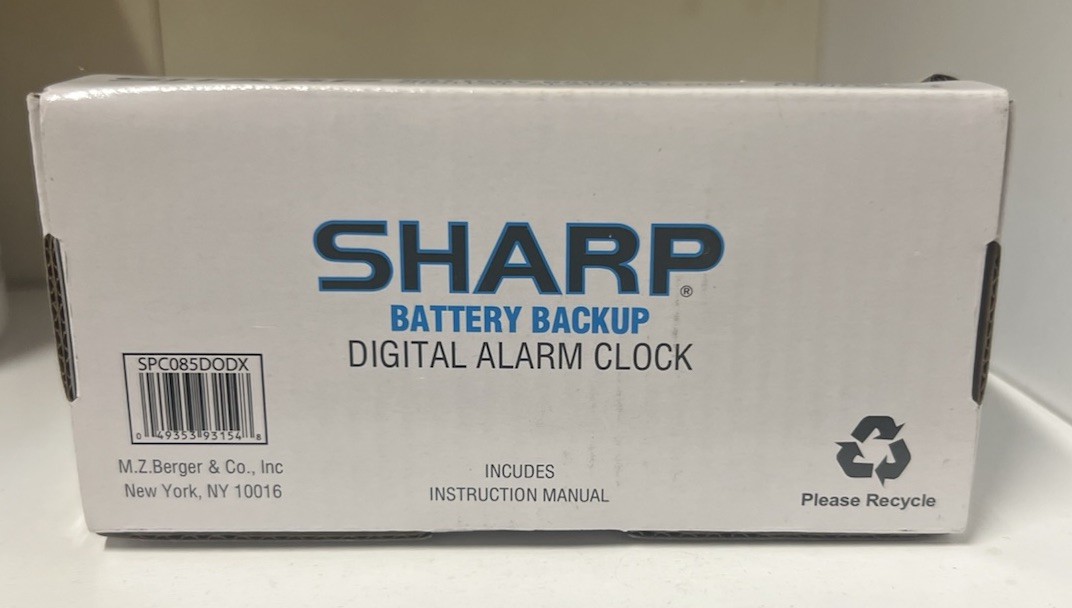 SHARP®
BATTERY BACKUP
DIGITAL ALARM CLOCK
SPC085DODX
0 49353 93154 8
M.Z.Berger & Co., Inc
New York, NY 10016
INCUDES
INSTRUCTION MANUAL
Please Recycle